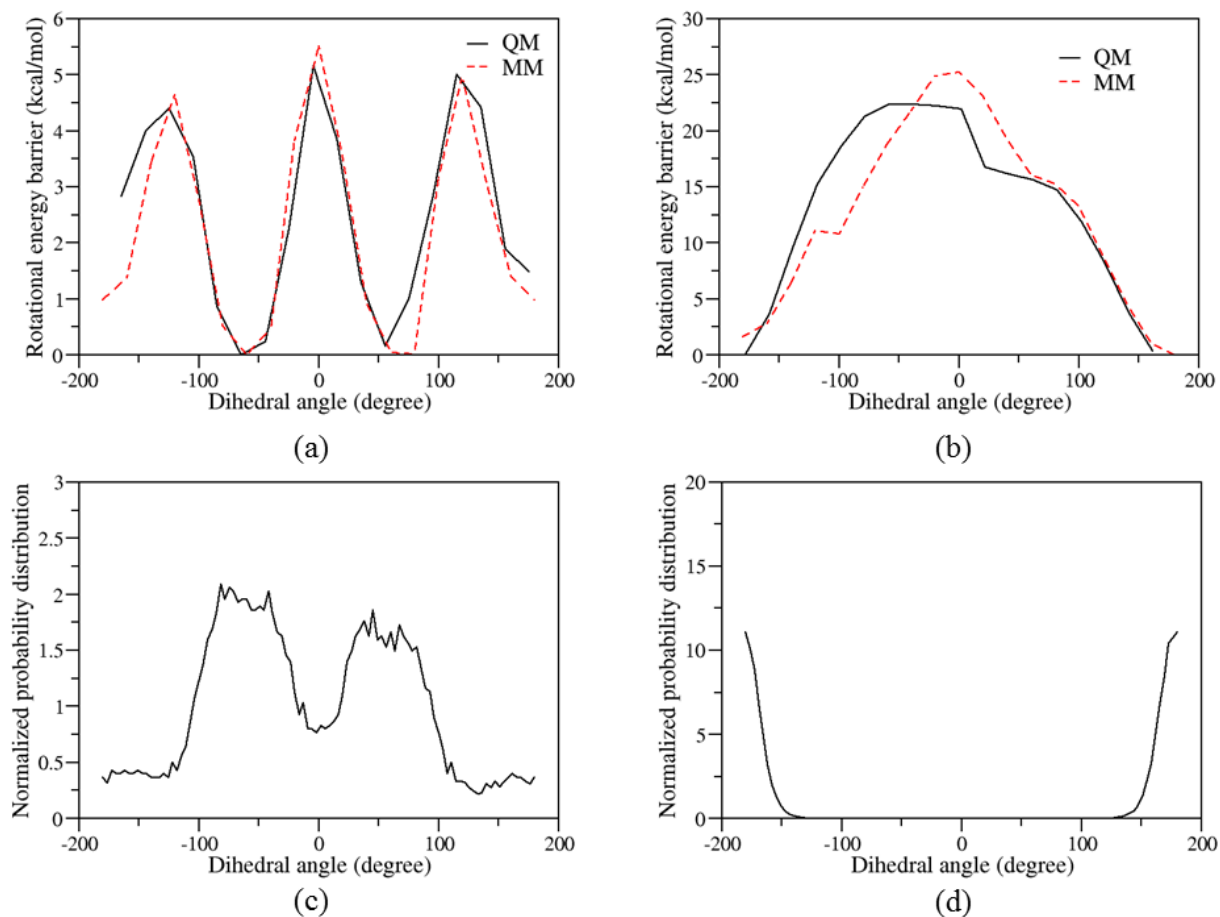 Rotational energy barrier (kcal/mol)
6
5
4
3
2
1
0
QM
MM
-200 -100 0 100 200
Dihedral angle (degree)
(a)
Rotational energy barrier (kcal/mol)
30
25
20
15
10
5
0
QM
MM
-200 -100 0 100 200
Dihedral angle (degree)
(b)
Normalized probability distribution
3
2.5
2
1.5
1
0.5
0
-200 -100 0 100 200
Dihedral angle (degree)
(c)
Normalized probability distribution
20
15
10
5
0
-200 -100 0 100 200
Dihedral angle (degree)
(d)